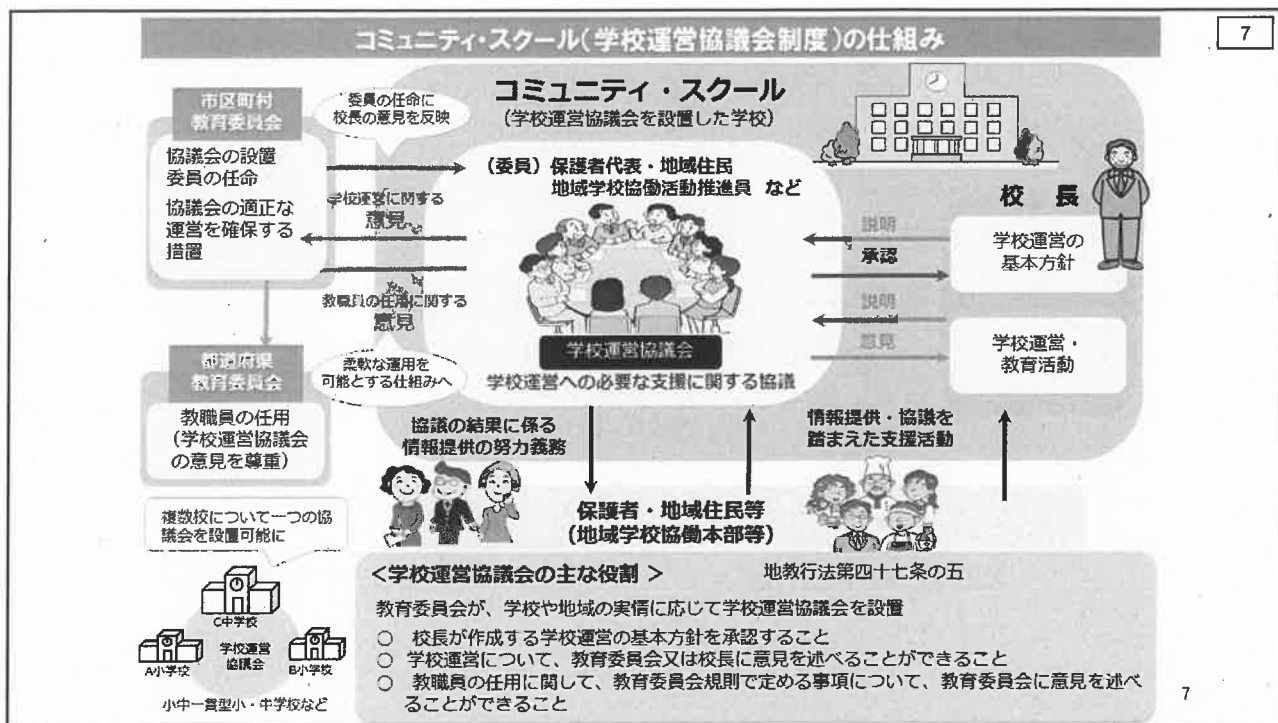 コミュニティ・スクール(学校運営協議会制度)の仕組み
7
市区町村
教育委員会
協議会の設置
委員の任命
協議会の適正な
運営を確保する
措置
委員の任命に
校長の意見を反映
学校運営に関する
意見
教職員の任用に関する
意見
都道府県
教育委員会
教職員の任用
(学校運営協議会
の意見を尊重)
柔軟な運用を
可能とする仕組みへ
コミュニティ・スクール
(学校運営協議会を設置した学校)
(委員)保護者代表・地域住民
地域学校協働活動推進員 など
学校運営協議会
学校運営への必要な支援に関する協議
校 長
説明
承認
学校運営の
基本方針
説明
意見
学校運営・
教育活動
協議の結果に係る
情報提供の努力義務
情報提供・協議を
踏まえた支援活動
保護者・地域住民等
(地域学校協働本部等)
複数校について一つの協
議会を設置可能に
C中学校
A小学校
学校運営
協議会
B小学校
小中一貫型小・中学校など
<学校運営協議会の主な役割 >
地教行法第四十七条の五
教育委員会が、学校や地域の実情に応じて学校運営協議会を設置
○ 校長が作成する学校運営の基本方針を承認すること
○ 学校運営について、教育委員会又は校長に意見を述べることができること
○ 教職員の任用に関して、教育委員会規則で定める事項について、教育委員会に意見を述べ
ることができること
7